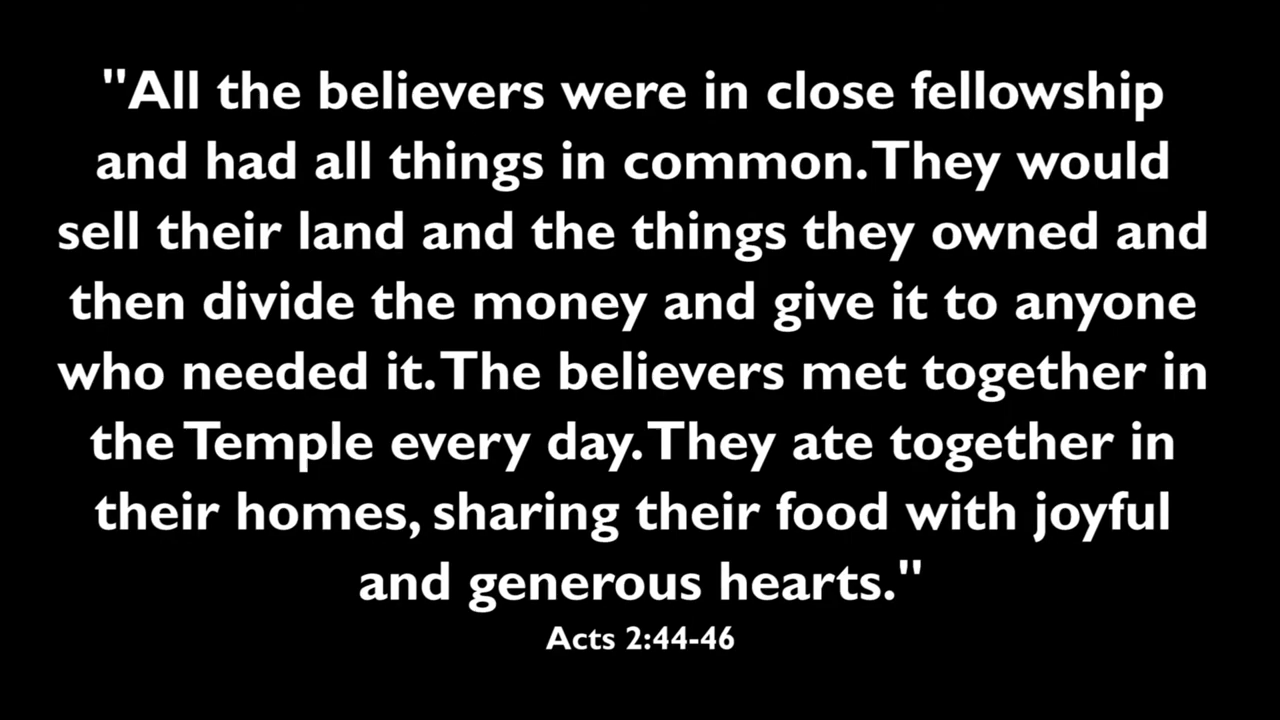 "All the believers were in close fellowship
and had all things in common. They would
sell their land and the things they owned and
then divide the money and give it to anyone
who needed it. The believers met together in
the Temple every day. They ate together in
their homes, sharing their food with joyful
and generous hearts."
Acts 2:44-46